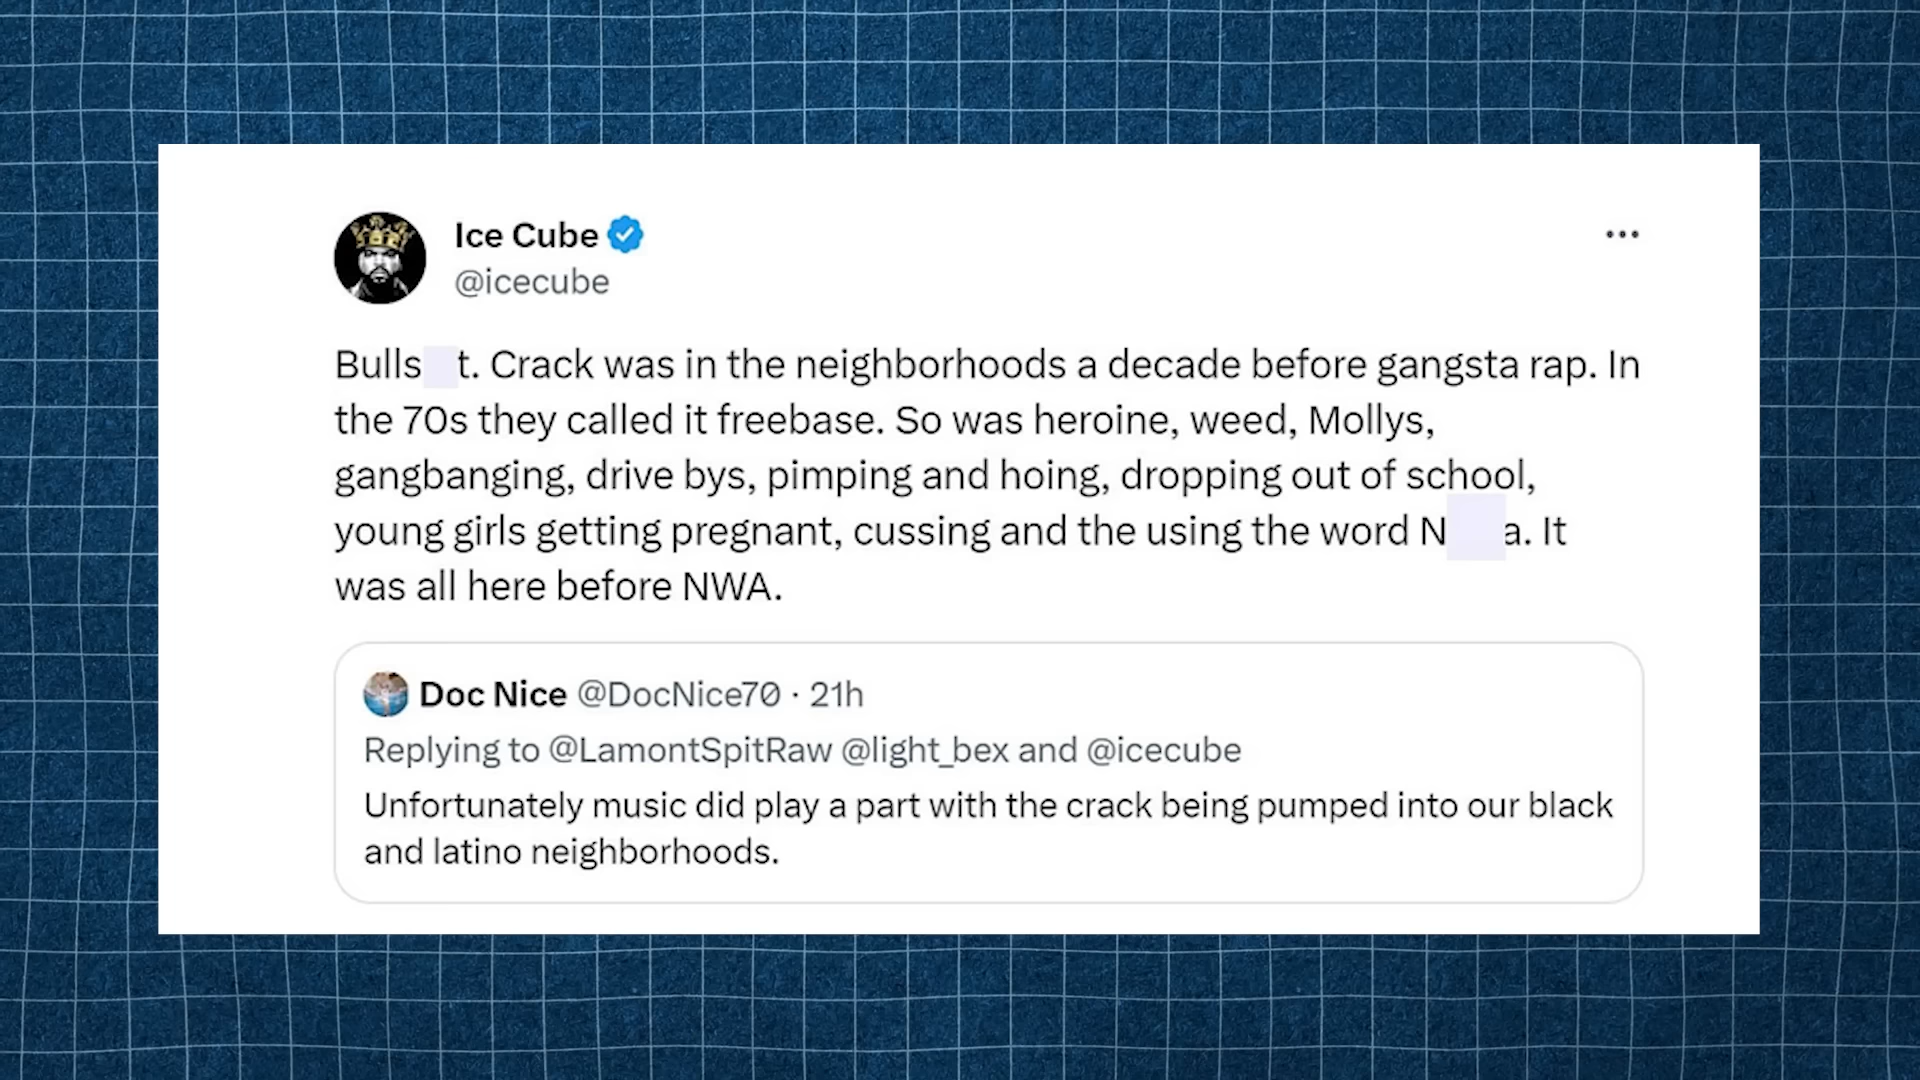 Ice Cube
@icecube
Bulls t. Crack was in the neighborhoods a decade before gangsta rap. In
the 70s they called it freebase. So was heroine, weed, Mollys,
gangbanging, drive bys, pimping and hoing, dropping out of school,
young girls getting pregnant, cussing and the using the word N a. It
was all here before NWA.
Doc Nice @DocNice70 · 21h
Replying to @LamontSpitRaw @light_bex and @icecube
Unfortunately music did play a part with the crack being pumped into our black
and latino neighborhoods.